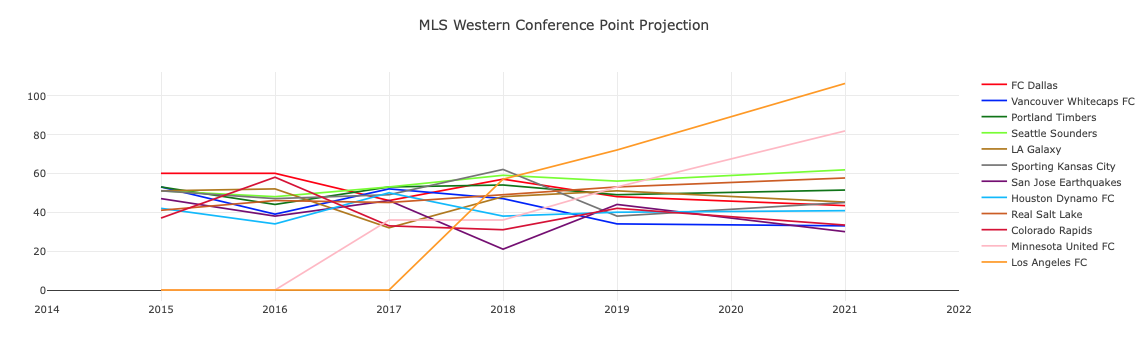 MLS Western Conference Point Projection
100
80
60
40
20
0
2014
2015
2016
2017
2018
2019
2020
2021
2022
FC Dallas
Vancouver Whitecaps FC
Portland Timbers
Seattle Sounders
LA Galaxy
Sporting Kansas City
San Jose Earthquakes
Houston Dynamo FC
Real Salt Lake
Colorado Rapids
Minnesota United FC
Los Angeles FC